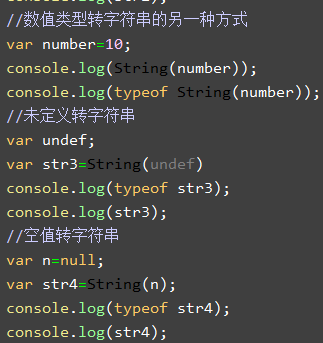 //数值类型转字符串的另一种方式
var number=10;
console.log(String(number));
console.log(typeof String(number));
//未定义转字符串
var undef;
var str3=String(undef)
console.log(typeof str3);
console.log(str3);
//空值转字符串
var n=null;
var str4=String(n);
console.log(typeof str4);
console.log(str4);